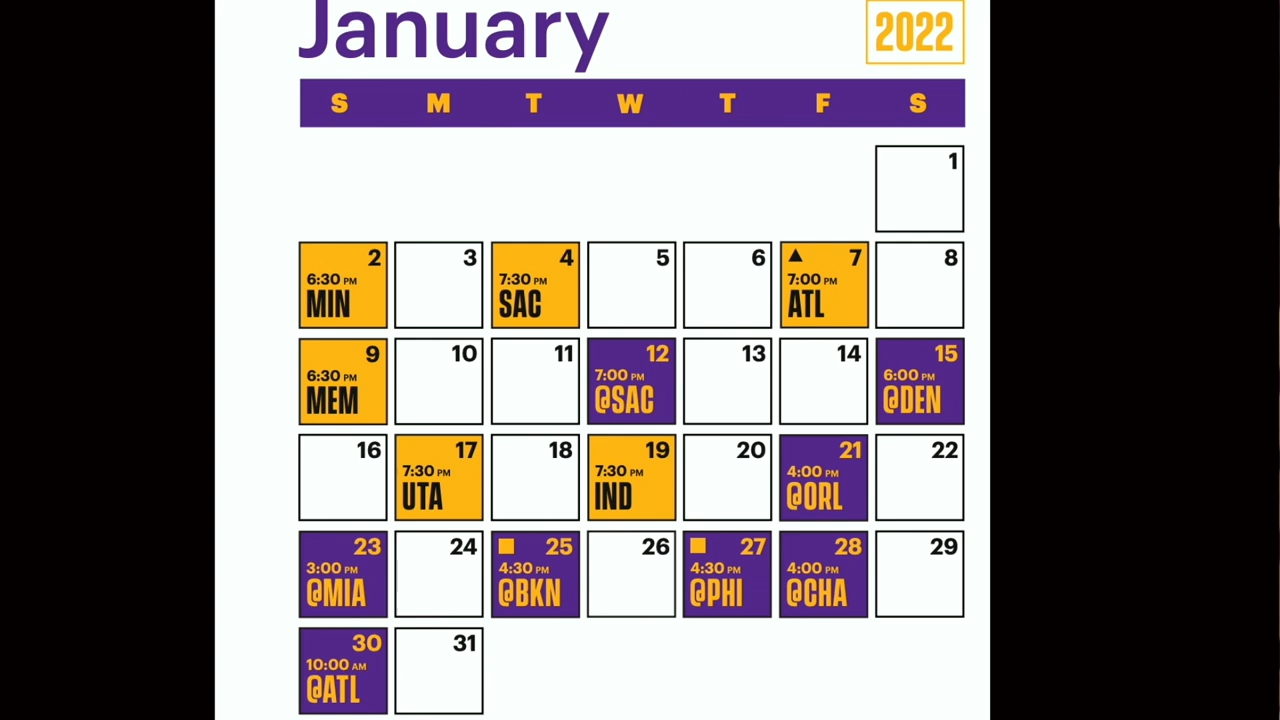 January
2022
S M T W T F S
1
2 3 4 5 6 7 8
6:30 PM 7:30 PM 7:00 PM
MIN SAC ATL
9 10 11 12 13 14 15
6:30 PM 7:00 PM 6:00 PM
MEM @SAC @DEN
16 17 18 19 20 21 22
7:30 PM 7:30 PM 4:00 PM
UTA IND @ORL
23 24 25 26 27 28 29
3:00 PM 4:30 PM 4:30 PM 4:00 PM
@MIA @BKN @PHI @CHA
30 31
10:00 AM
@ATL